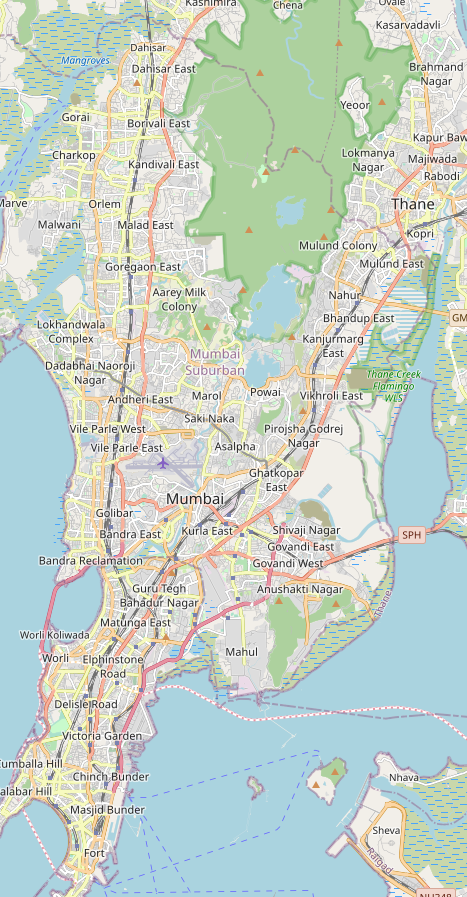 Kashimira
Chena
Ovale
Kasarvadavli
Dahisar
Mangroves
Dahisar East
Brahmand
Nagar
Yeoor
Gorai
Borivali East
Kapur Baw
Charkop
Kandivali East
Lokmanya
Nagar
Majiwada
Rabodi
Marve
Orlem
Thane
Malwani
Malad East
Kopri
Mulund Colony
Goregaon East
Mulund East
Aarey Milk
Colony
Nahur
Bhandup East
GM
Lokhandwala
Complex
Kanjurmarg
East
Mumbai
Suburban
Dadabhai Naoroji
Nagar
Thane Creek
Flamingo
WLS
Andheri East
Marol
Powai
Vikhroli East
Saki Naka
Vile Parle West
Pirojsha Godrej
Nagar
Vile Parle East
Asalpha
Ghatkopar
East
Mumbai
Golibar
Bandra East
Kurla East
Shivaji Nagar
SPH
Govandi East
Bandra Reclamation
Govandi West
Guru Tegh
Bahadur Nagar
Anushakti Nagar
Thane
Matunga East
Worli Koliwada
Worli
Elphinstone
Road
Mahul
Delisle Road
Victoria Garden
Cumballa Hill
Chinch Bunder
Nhava
alabar Hill
Masjid Bunder
Sheva
Fort
Raigad
NH348